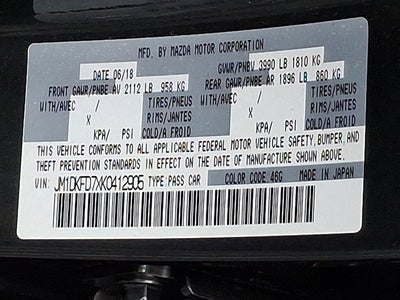 MFD. BY MAZDA MOTOR CORPORATION
DATE 06/18 GVWR/PNBV 3990 LB 1810 KG
FRONT GAWR/PNBE AV 2112 LB 958 KG REAR GAWR/PNBE AR 1896 LB 860 KG
WITH/AVEC / TIRES/PNEUS WITH/AVEC / TIRES/PNEUS
X RIMS/JANTES X RIMS/JANTES
KPA/ PSI COLD/A FROID KPA/ PSI COLD/A FROID
THIS VEHICLE CONFORMS TO ALL APPLICABLE FEDERAL MOTOR VEHICLE SAFETY, BUMPER, AND
THEFT PREVENTION STANDARDS IN EFFECT ON THE DATE OF MANUFACTURE SHOWN ABOVE.
VIN: JM1DKFD7XK0412905 TYPE:PASS CAR COLOR CODE:46G MADE IN JAPAN